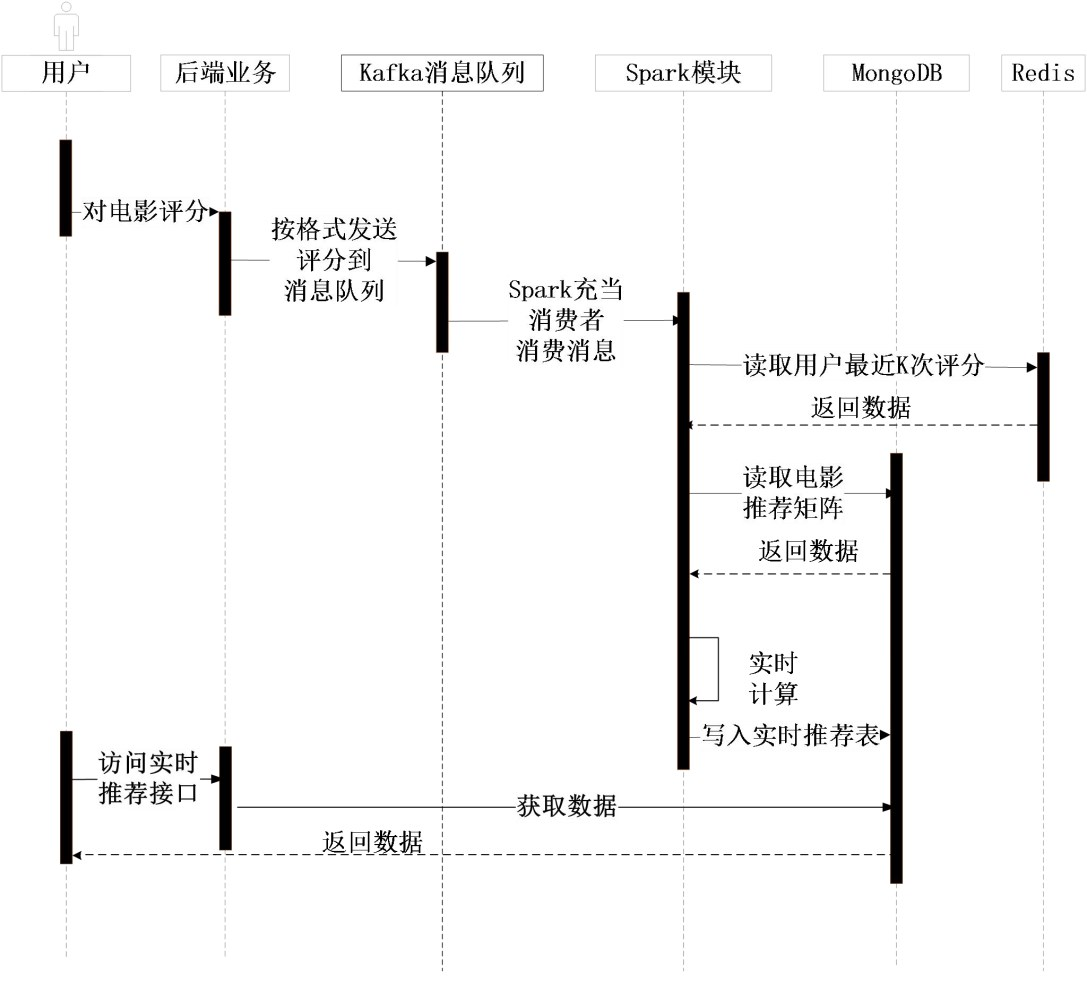 用户
后端业务
Kafka消息队列
Spark模块
MongoDB
Redis
对电影评分
按格式发送
评分到
消息队列
Spark充当
消费者
消费消息
读取用户最近K次评分
返回数据
读取电影
推荐矩阵
返回数据
实时
计算
写入实时推荐表
访问实时
推荐接口
获取数据
返回数据